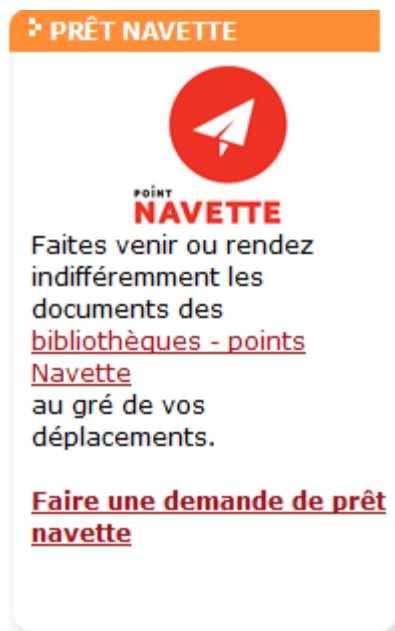 PRÊT NAVETTE
POINT
NAVETTE
Faites venir ou rendez
indifféremment les
documents des
bibliothèques - points
Navette
au gré de vos
déplacements.
Faire une demande de prêt
navette